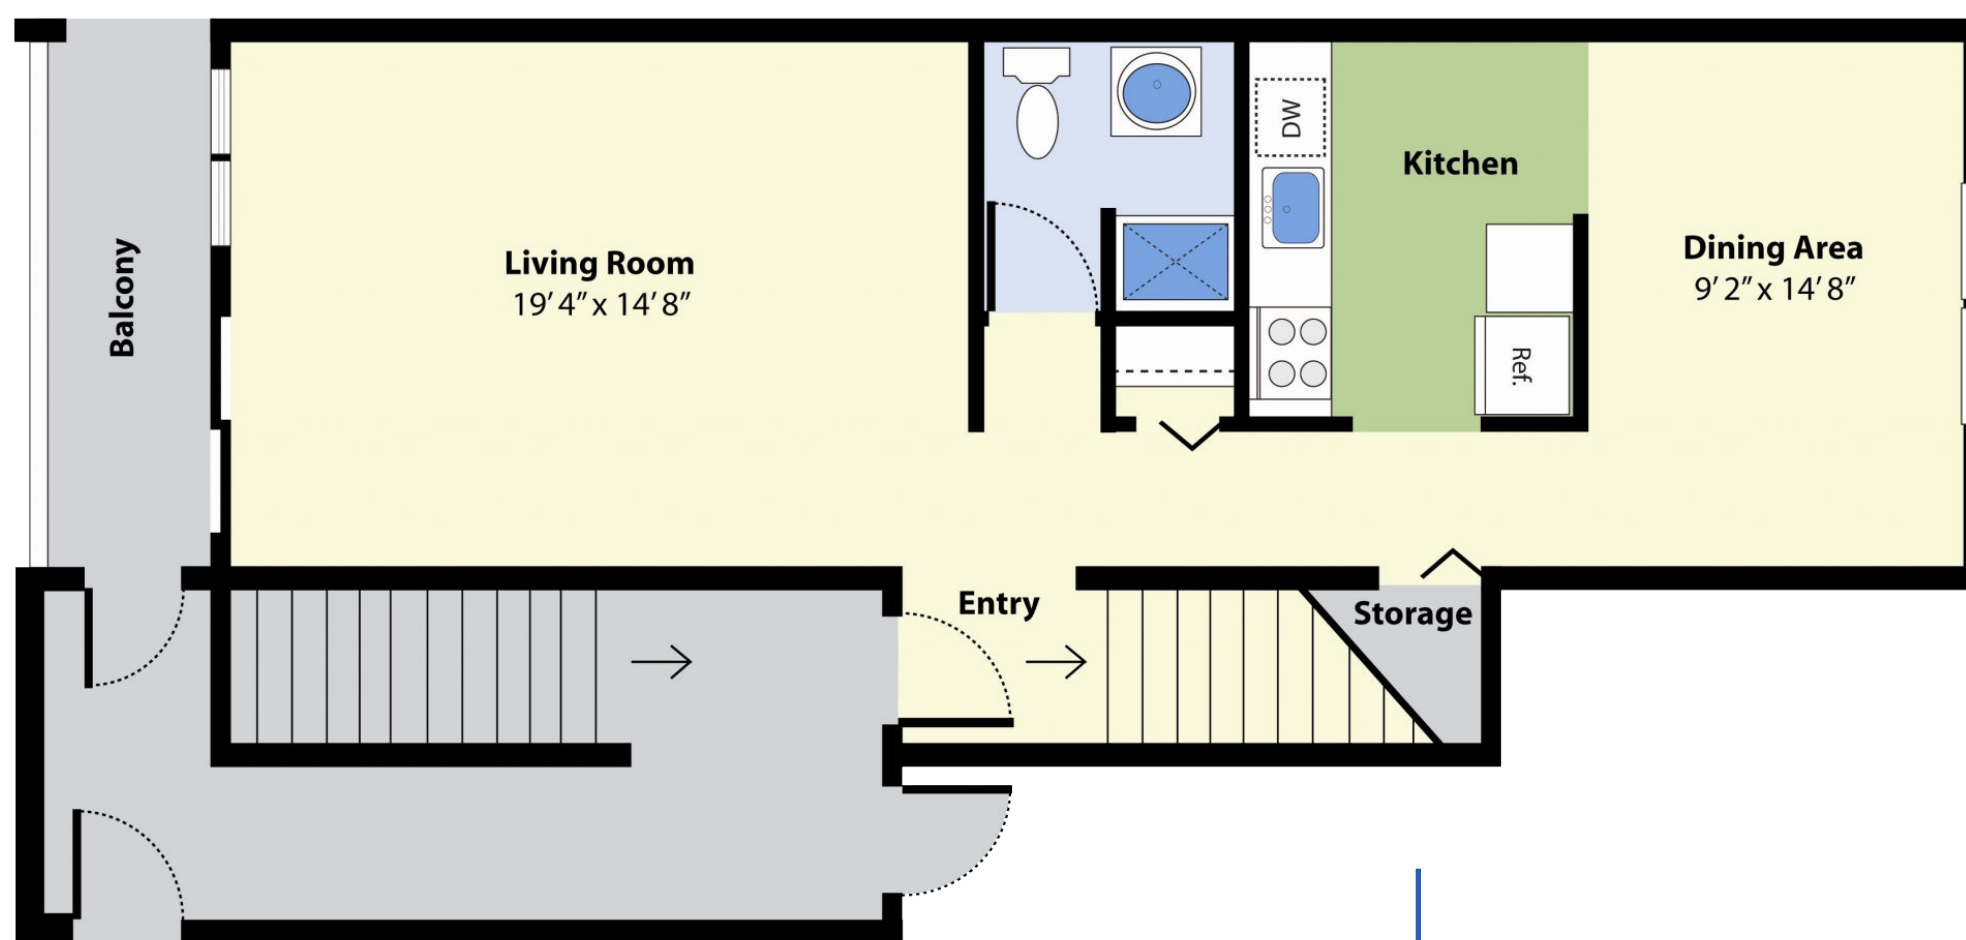 Balcony
Living Room
19′ 4″ x 14′ 8″
DW
Kitchen
Ref.
Dining Area
9′ 2″ x 14′ 8″
Entry
Storage